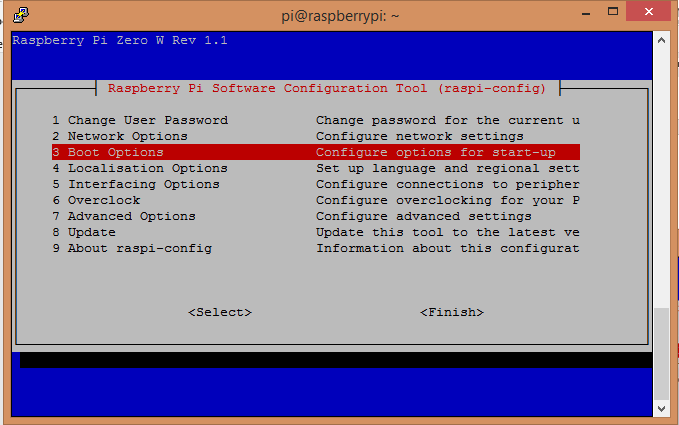 pi@raspberrypi: ~
Raspberry Pi Zero W Rev 1.1
Raspberry Pi Software Configuration Tool (raspi-config)
1 Change User Password Change password for the current u
2 Network Options Configure network settings
3 Boot Options Configure options for start-up
4 Localisation Options Set up language and regional sett
5 Interfacing Options Configure connections to peripher
6 Overclock Configure overclocking for your P
7 Advanced Options Configure advanced settings
8 Update Update this tool to the latest ve
9 About raspi-config Information about this configurat
<Select> <Finish>